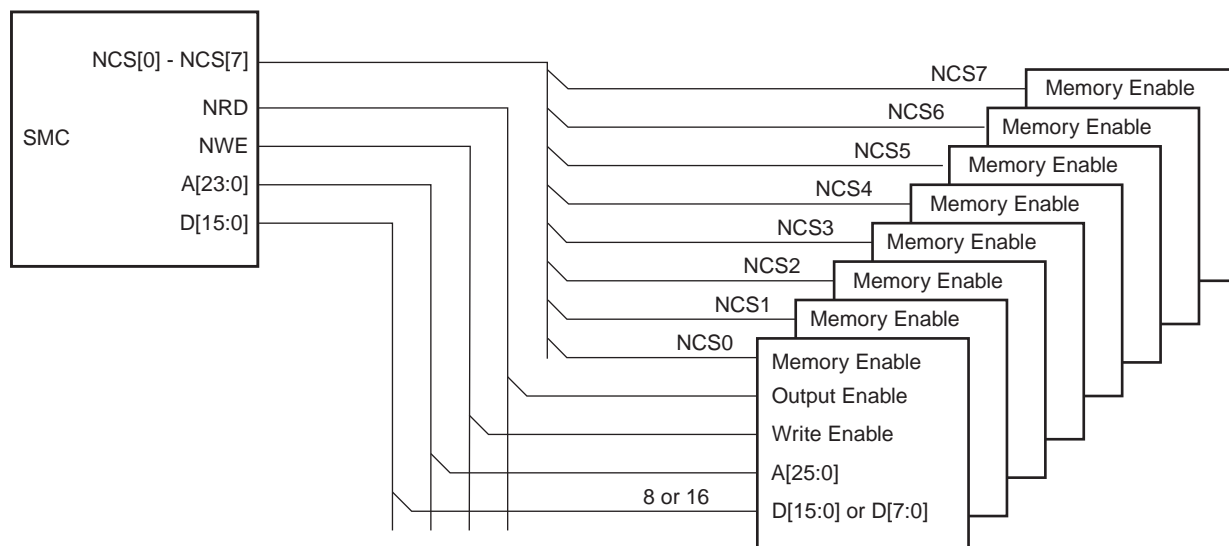 SMC
NCS[0] - NCS[7]
NRD
NWE
A[23:0]
D[15:0]
NCS7
Memory Enable
NCS6
Memory Enable
NCS5
Memory Enable
NCS4
Memory Enable
NCS3
Memory Enable
NCS2
Memory Enable
NCS1
Memory Enable
NCS0
Memory Enable
Output Enable
Write Enable
A[25:0]
8 or 16
D[15:0] or D[7:0]